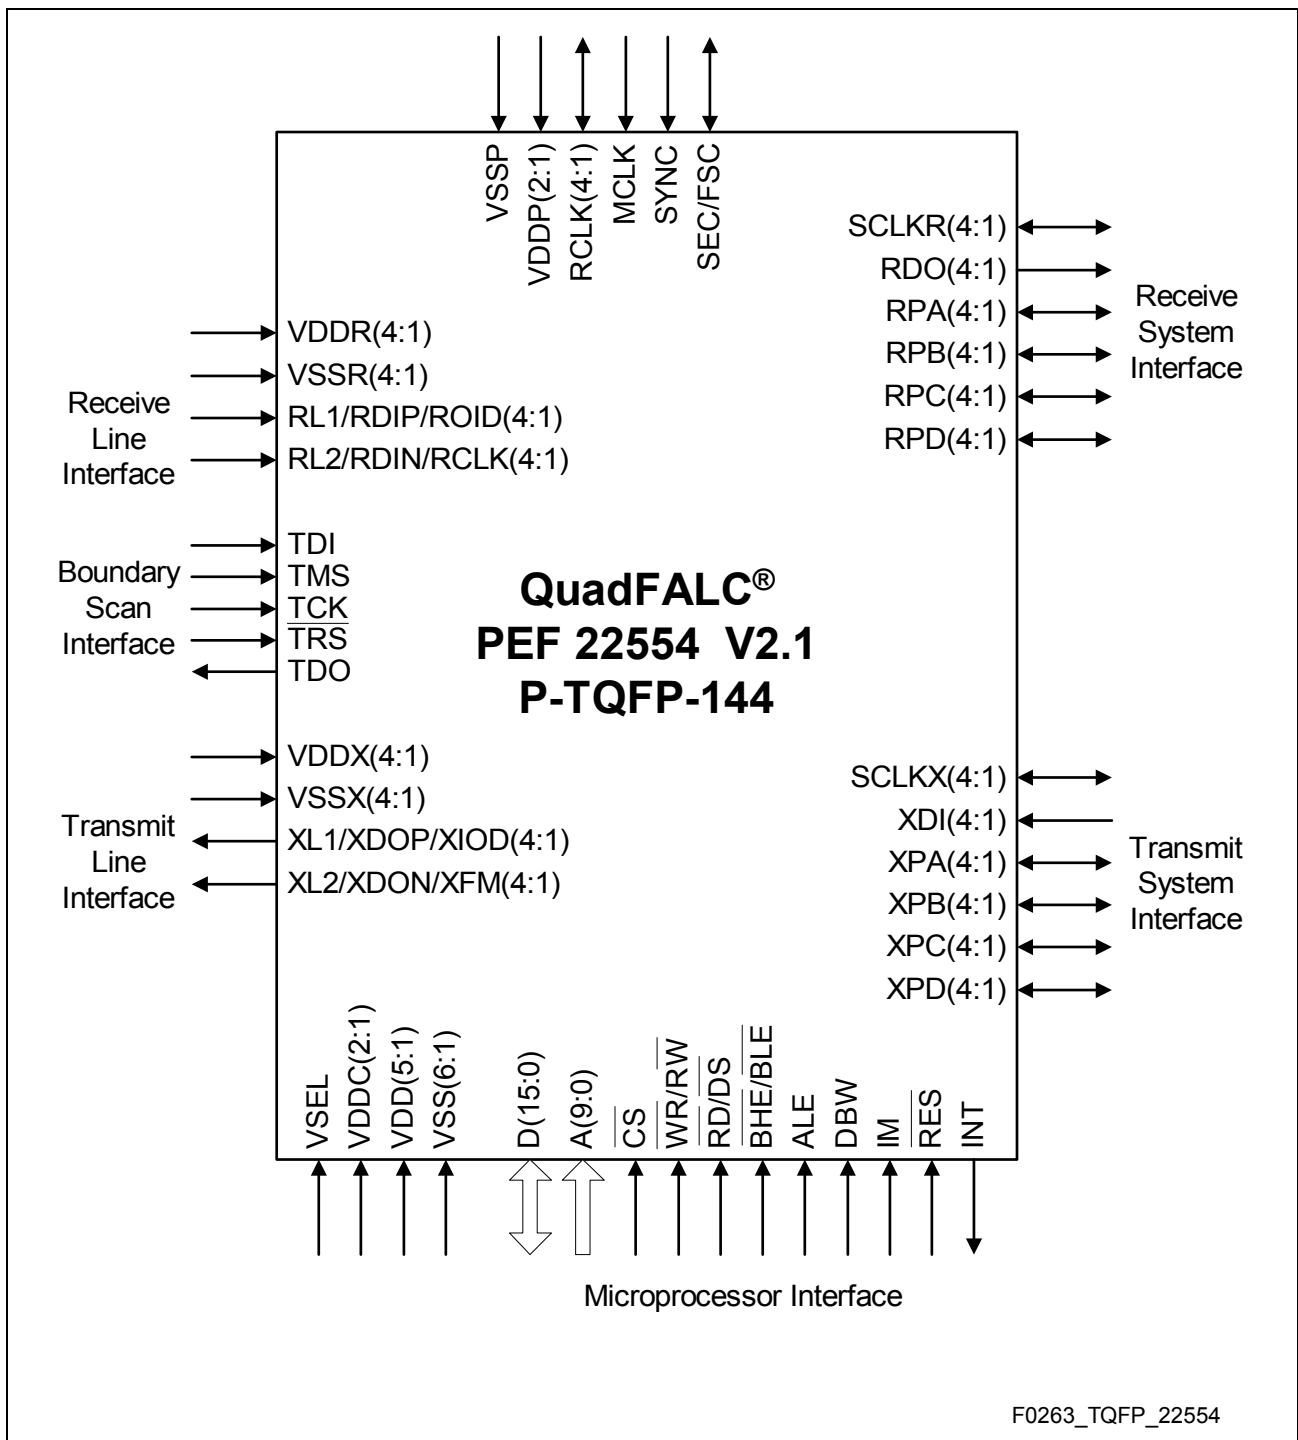 VSSP
VDDP(2:1)
RCLK(4:1)
MCLK
SYNC
SEC/FSC
SCLKR(4:1)
RDO(4:1)
RPA(4:1)
RPB(4:1)
RPC(4:1)
RPD(4:1)
Receive
System
Interface
VDDR(4:1)
VSSR(4:1)
RL1/RDIP/ROID(4:1)
RL2/RDIN/RCLK(4:1)
Receive
Line
Interface
TDI
TMS
TCK
TRS
TDO
Boundary
Scan
Interface
QuadFALC®
PEF 22554 V2.1
P-TQFP-144
VDDX(4:1)
VSSX(4:1)
XL1/XDOP/XIOD(4:1)
XL2/XDON/XFM(4:1)
Transmit
Line
Interface
SCLKX(4:1)
XDI(4:1)
XPA(4:1)
XPB(4:1)
XPC(4:1)
XPD(4:1)
Transmit
System
Interface
VSEL
VDDC(2:1)
VDD(5:1)
VSS(6:1)
D(15:0)
A(9:0)
CS
WR/RW
RD/DS
BHE/BLE
ALE
DBW
IM
RES
INT
Microprocessor Interface
F0263_TQFP_22554